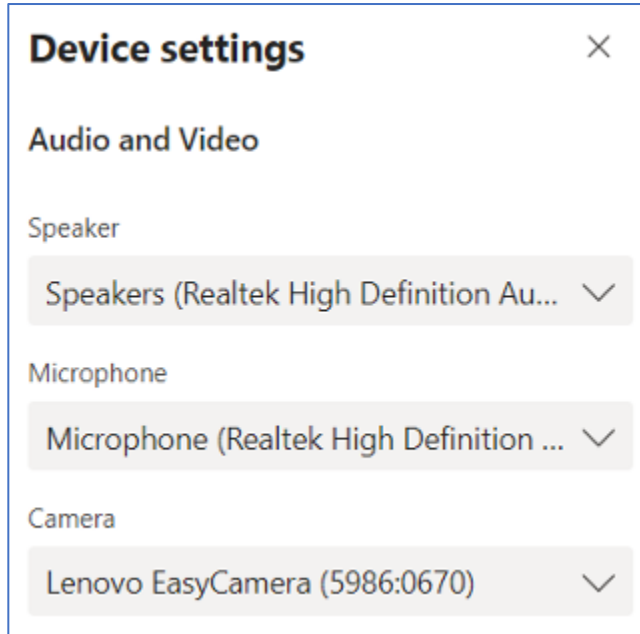 Device settings
Audio and Video
Speaker
Speakers (Realtek High Definition Au...
Microphone
Microphone (Realtek High Definition ...
Camera
Lenovo EasyCamera (5986:0670)